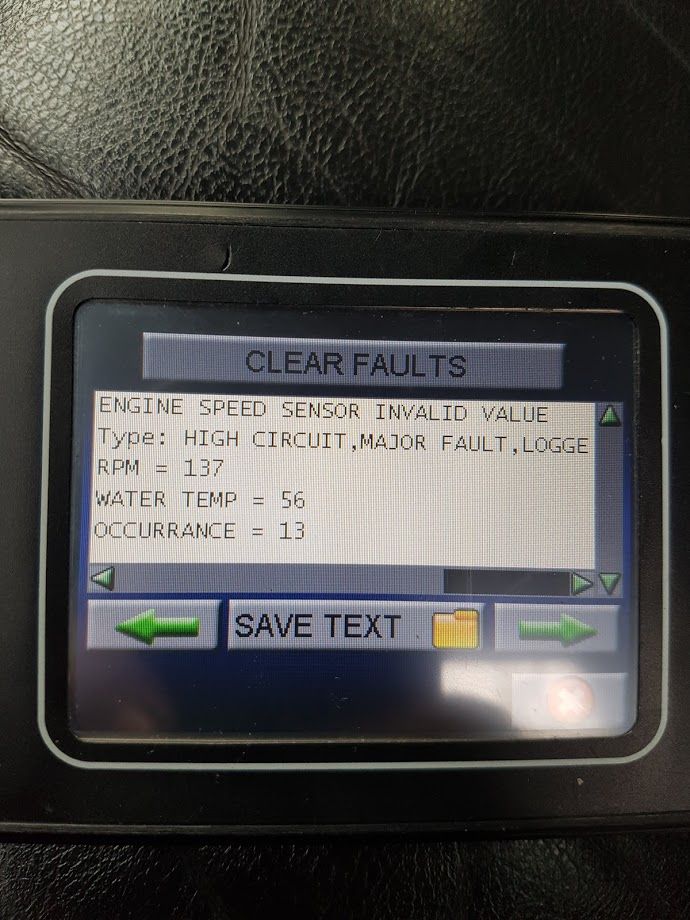 CLEAR FAULTS
ENGINE SPEED SENSOR INVALID VALUE
Type: HIGH CIRCUIT,MAJOR FAULT,LOGGE
RPM = 137
WATER TEMP = 56
OCCURRANCE = 13
SAVE TEXT